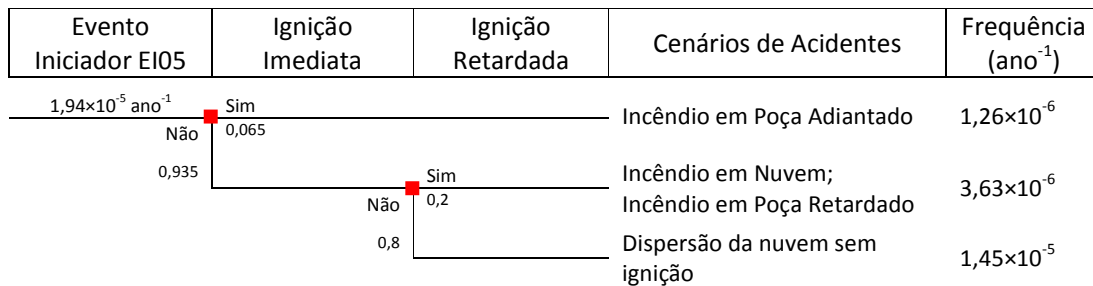 Evento
Iniciador EI05
Ignição
Imediata
Ignição
Retardada
Cenários de Acidentes
Frequência
(ano⁻¹)
1,94×10⁻⁵ ano⁻¹
Sim
0,065
Não
0,935
Incêndio em Poça Adiantado
1,26×10⁻⁶
Sim
0,2
Não
0,8
Incêndio em Nuvem;
Incêndio em Poça Retardado
3,63×10⁻⁶
Dispersão da nuvem sem
ignição
1,45×10⁻⁵